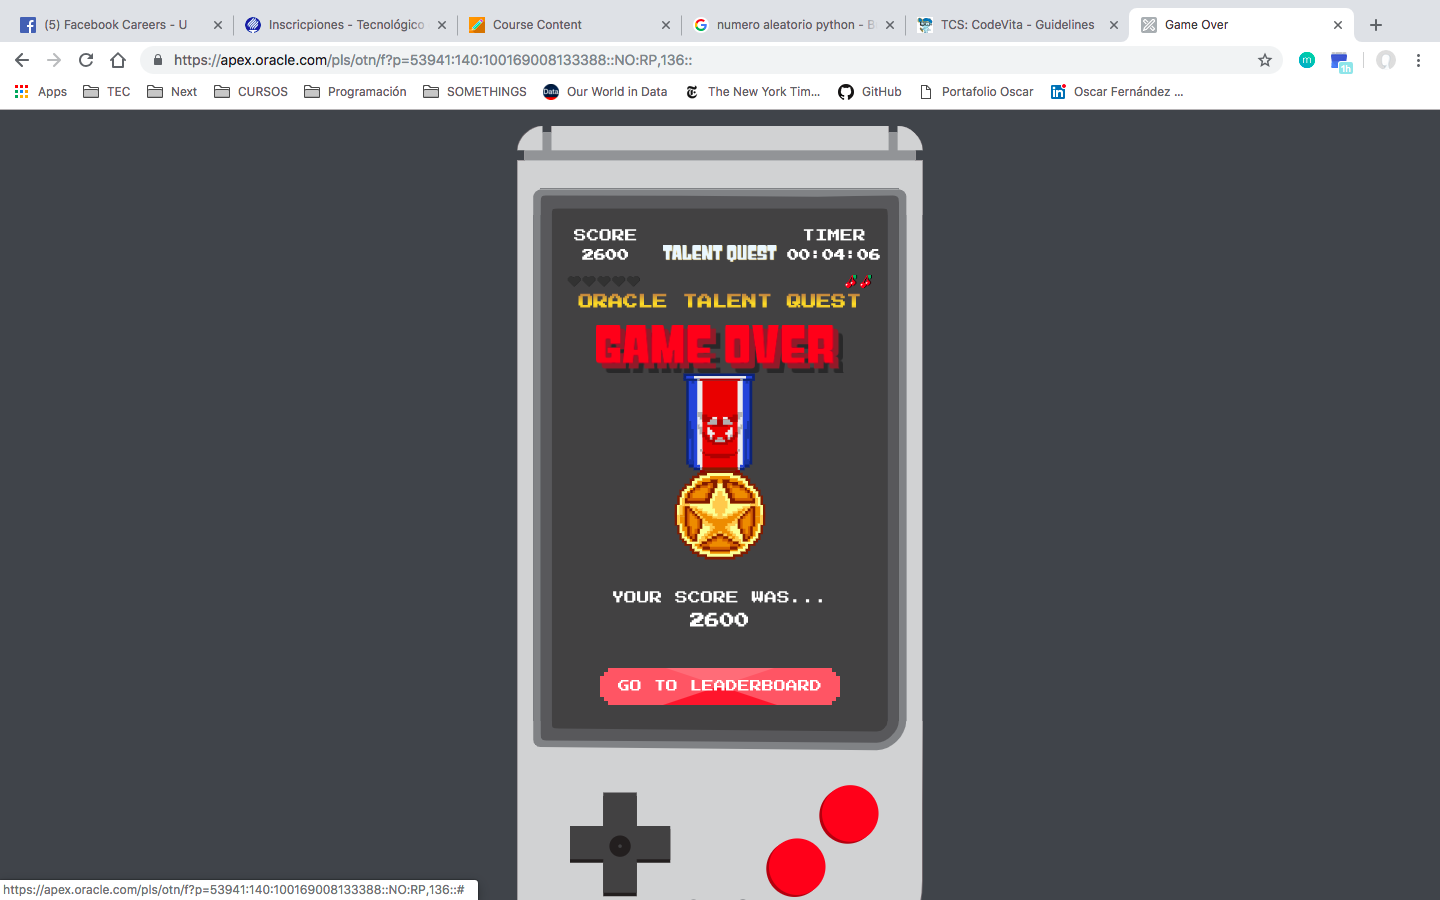 (5) Facebook Careers - U
Inscricpiones - Tecnológico
Course Content
numero aleatorio python - B
TCS: CodeVita - Guidelines
Game Over
https://apex.oracle.com/pls/otn/f?p=53941:140:100169008133388::NO:RP,136::
m
1h
Apps
TEC
Next
CURSOS
Programación
SOMETHINGS
Data
Our World in Data
The New York Tim...
GitHub
Portafolio Oscar
Oscar Fernández ...
SCORE
2600
TALENT QUEST
TIMER
00:04:06
ORACLE TALENT QUEST
GAME OVER
YOUR SCORE WAS...
2600
GO TO LEADERBOARD
https://apex.oracle.com/pls/otn/f?p=53941:140:100169008133388::NO:RP,136::#